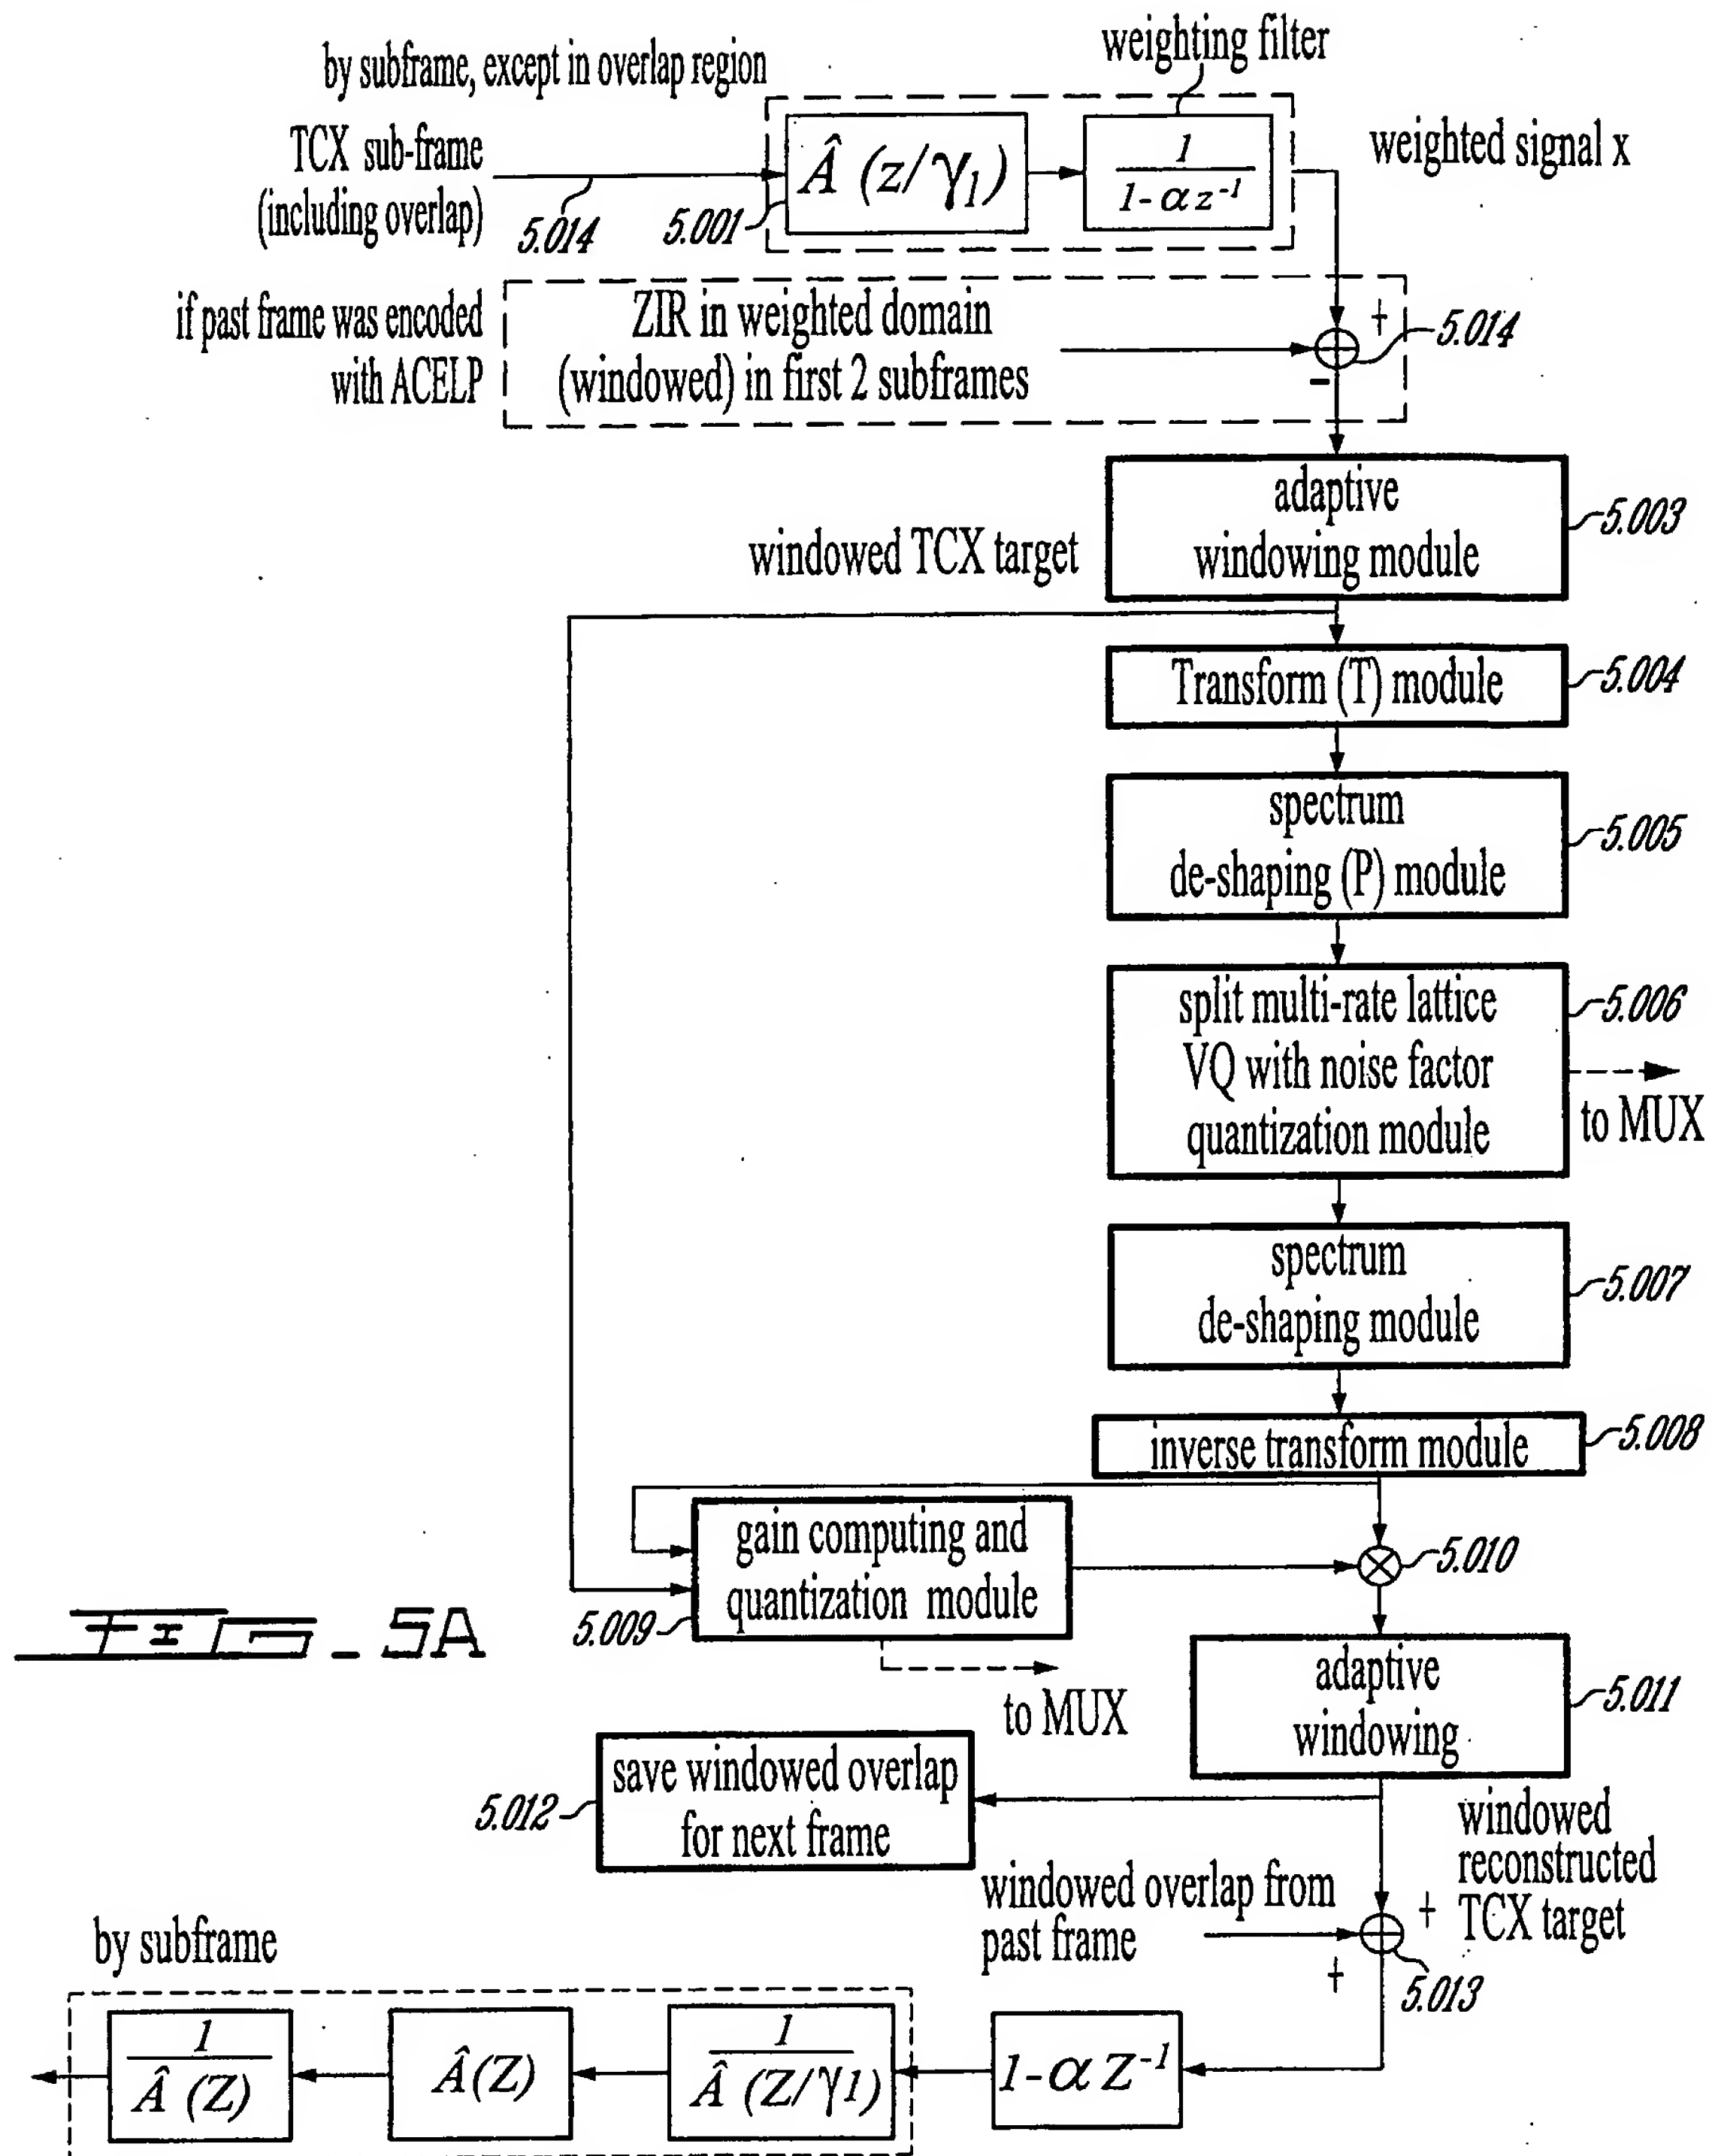 weighting filter
by subframe, except in overlap region
TCX sub-frame
(including overlap)
5.014
5.001
Â (z/γ1)
1
1-αz⁻¹
weighted signal x
if past frame was encoded
with ACELP
ZIR in weighted domain
(windowed) in first 2 subframes
+
-
5.014
adaptive
windowing module
5.003
windowed TCX target
Transform (T) module
5.004
spectrum
de-shaping (P) module
5.005
split multi-rate lattice
VQ with noise factor
quantization module
5.006
to MUX
spectrum
de-shaping module
5.007
inverse transform module
5.008
gain computing and
quantization module
5.009
5.010
to MUX
FIG_5A
adaptive
windowing
5.011
save windowed overlap
for next frame
5.012
windowed
reconstructed
TCX target
windowed overlap from
past frame
+
+
5.013
by subframe
1
Â (Z)
Â(Z)
1
Â (Z/γ1)
1-αZ⁻¹